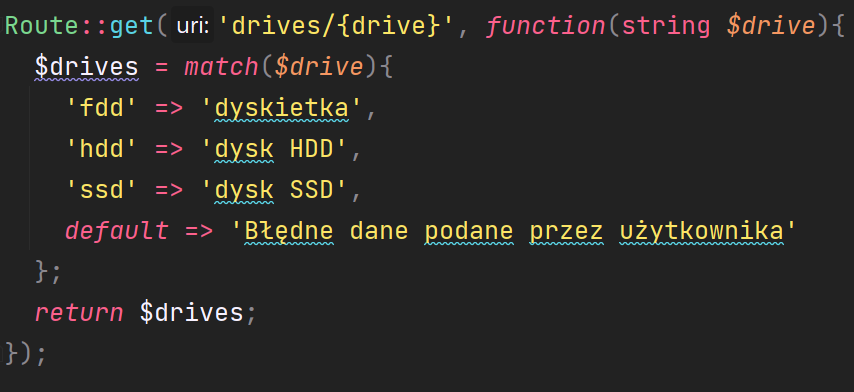 Route::get( uri: 'drives/{drive}', function(string $drive){
  $drives = match($drive){
    'fdd' => 'dyskietka',
    'hdd' => 'dysk HDD',
    'ssd' => 'dysk SSD',
    default => 'Błędne dane podane przez użytkownika'
  };
  return $drives;
});